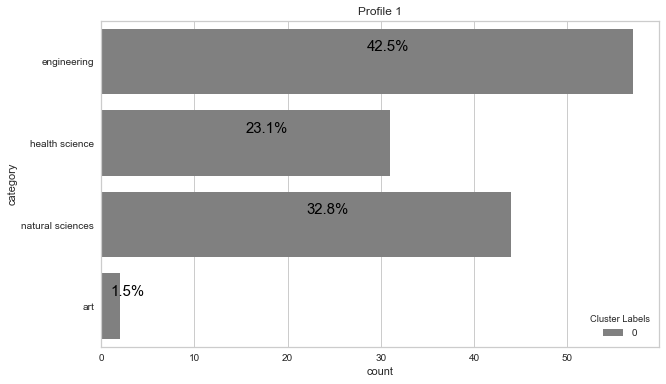 Profile 1
engineering
42.5%
health science
23.1%
category
natural sciences
32.8%
art
1.5%
Cluster Labels
0
0 10 20 30 40 50
count